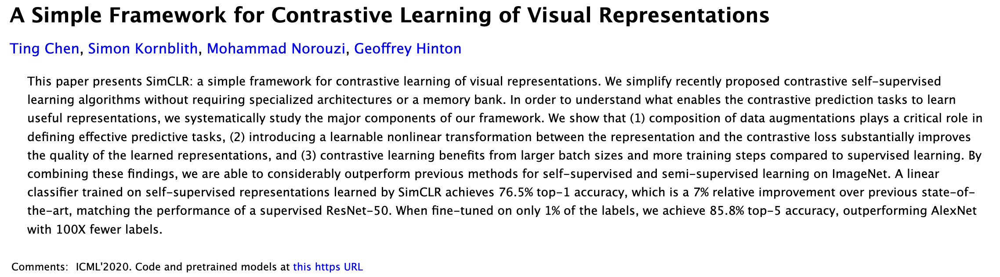 A Simple Framework for Contrastive Learning of Visual Representations
Ting Chen, Simon Kornblith, Mohammad Norouzi, Geoffrey Hinton
This paper presents SimCLR: a simple framework for contrastive learning of visual representations. We simplify recently proposed contrastive self-supervised
learning algorithms without requiring specialized architectures or a memory bank. In order to understand what enables the contrastive prediction tasks to learn
useful representations, we systematically study the major components of our framework. We show that (1) composition of data augmentations plays a critical role in
defining effective predictive tasks, (2) introducing a learnable nonlinear transformation between the representation and the contrastive loss substantially improves
the quality of the learned representations, and (3) contrastive learning benefits from larger batch sizes and more training steps compared to supervised learning. By
combining these findings, we are able to considerably outperform previous methods for self-supervised and semi-supervised learning on ImageNet. A linear
classifier trained on self-supervised representations learned by SimCLR achieves 76.5% top-1 accuracy, which is a 7% relative improvement over previous state-of-
the-art, matching the performance of a supervised ResNet-50. When fine-tuned on only 1% of the labels, we achieve 85.8% top-5 accuracy, outperforming AlexNet
with 100X fewer labels.
Comments: ICML'2020. Code and pretrained models at this https URL